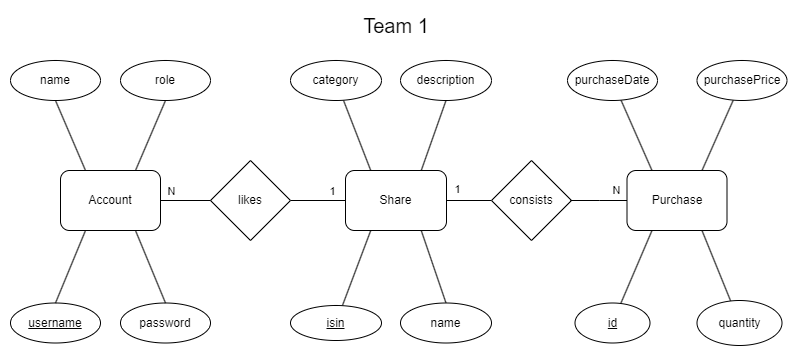 Team 1
name
role
category
description
purchaseDate
purchasePrice
Account
N
likes
1
Share
1
consists
N
Purchase
username
password
isin
name
id
quantity